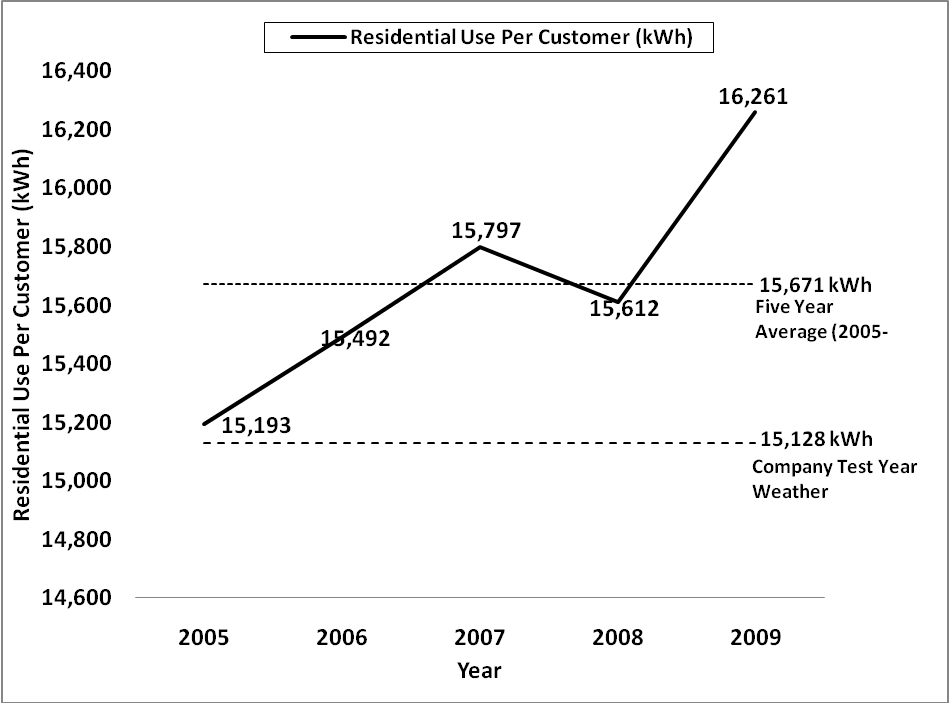 Residential Use Per Customer (kWh)
16,400
16,200
16,000
15,800
15,600
15,400
15,200
15,000
14,800
14,600
Residential Use Per Customer (kWh)
15,193
15,492
15,797
15,612
16,261
15,671 kWh
Five Year
Average (2005-
15,128 kWh
Company Test Year
Weather
2005 2006 2007 2008 2009
Year